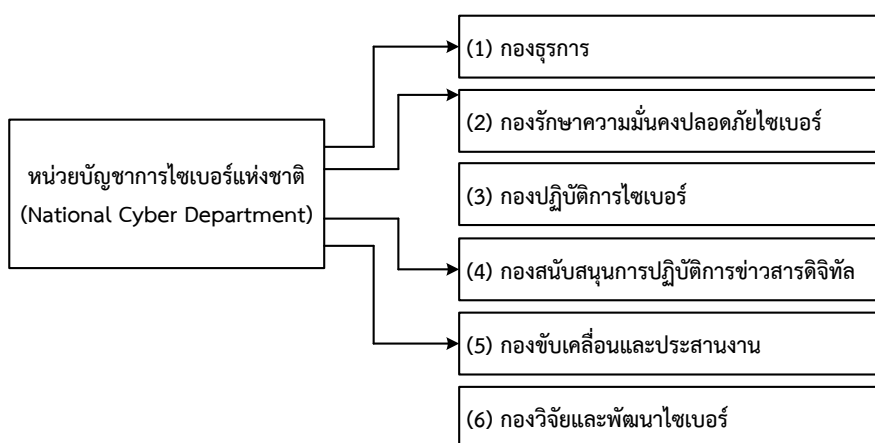 หน่วยบัญชาการไซเบอร์แห่งชาติ
(National Cyber Department)
(1) กองธุรการ
(2) กองรักษาความมั่นคงปลอดภัยไซเบอร์
(3) กองปฏิบัติการไซเบอร์
(4) กองสนับสนุนการปฏิบัติการข่าวสารดิจิทัล
(5) กองขับเคลื่อนและประสานงาน
(6) กองวิจัยและพัฒนาไซเบอร์